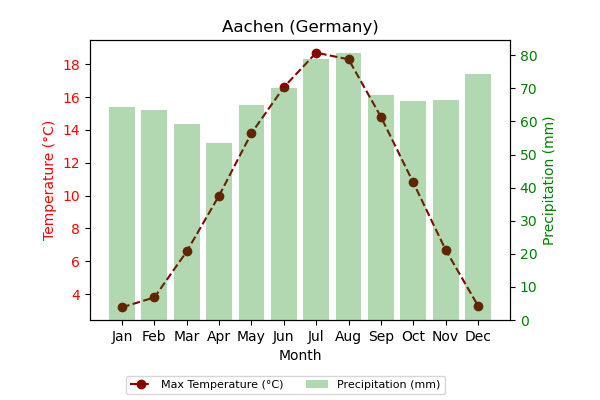 Aachen (Germany)
Temperature (°C)
18
16
14
12
10
8
6
4
80
70
60
50
40
30
20
10
0
Precipitation (mm)
Jan Feb Mar Apr May Jun Jul Aug Sep Oct Nov Dec
Month
Max Temperature (°C) Precipitation (mm)